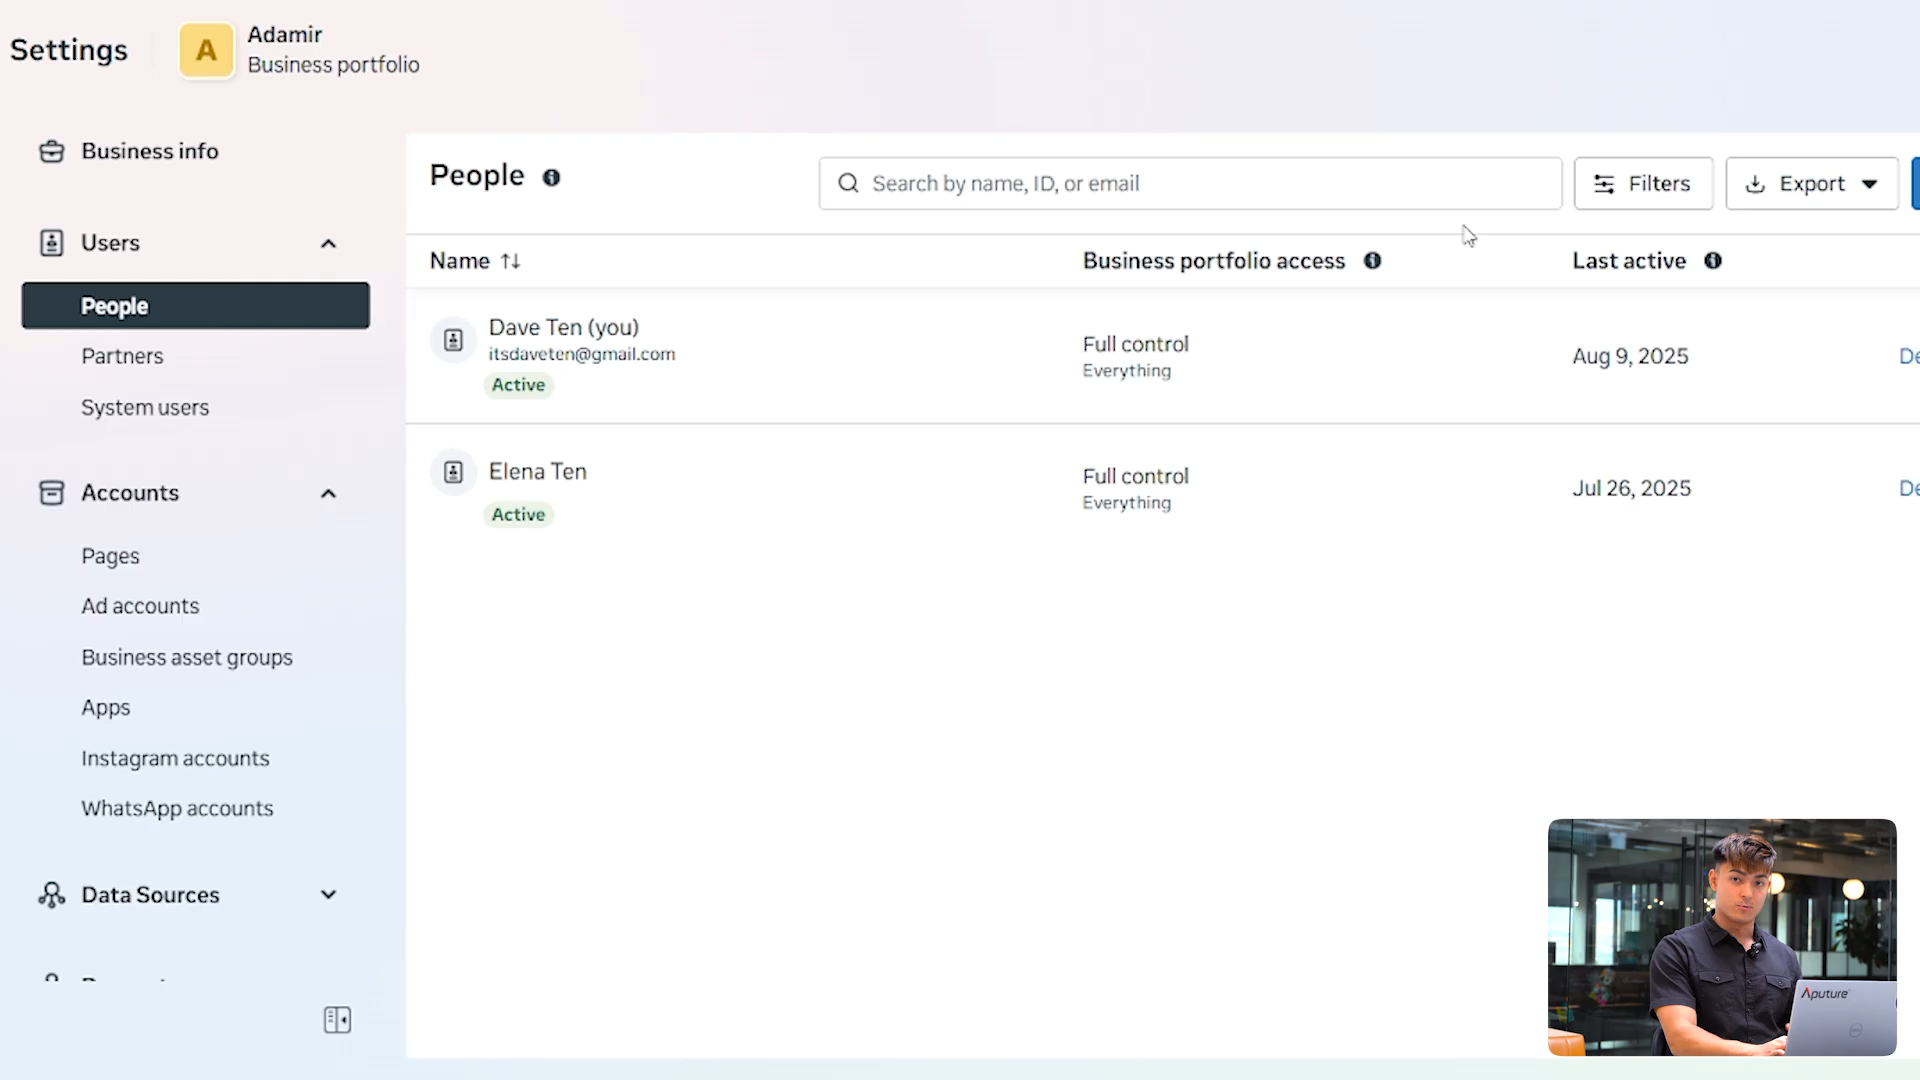 Settings
A
Adamir
Business portfolio
Business info
Users
People
Partners
System users
Accounts
Pages
Ad accounts
Business asset groups
Apps
Instagram accounts
WhatsApp accounts
Data Sources
People
Search by name, ID, or email
Filters
Export
Name
Business portfolio access
Last active
Dave Ten (you)
itsdaveten@gmail.com
Active
Full control
Everything
Aug 9, 2025
De
Elena Ten
Active
Full control
Everything
Jul 26, 2025
De
Aputure